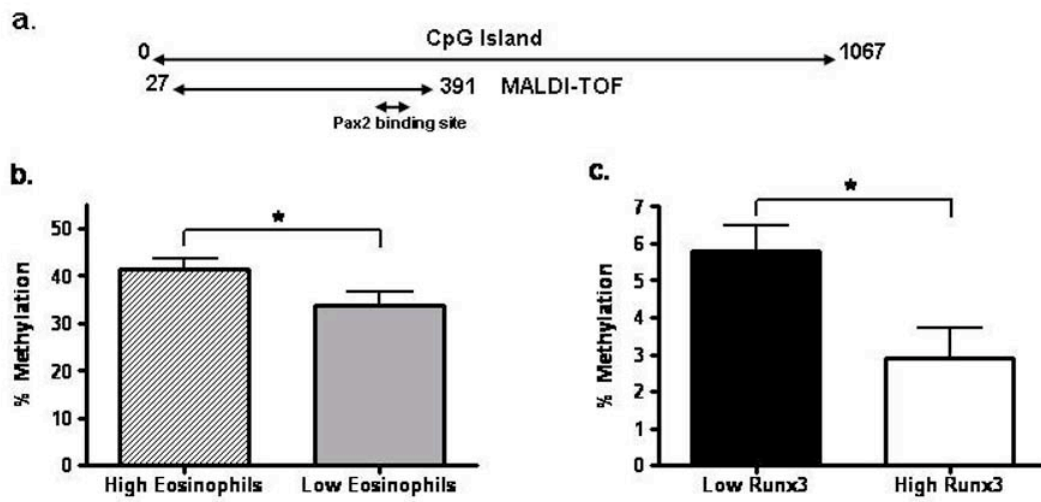 a.
CpG Island
0
1067
27
391 MALDI-TOF
Pax2 binding site
b.
*
% Methylation
50
40
30
20
10
0
High Eosinophils
Low Eosinophils
c.
*
% Methylation
7
6
5
4
3
2
1
0
Low Runx3
High Runx3